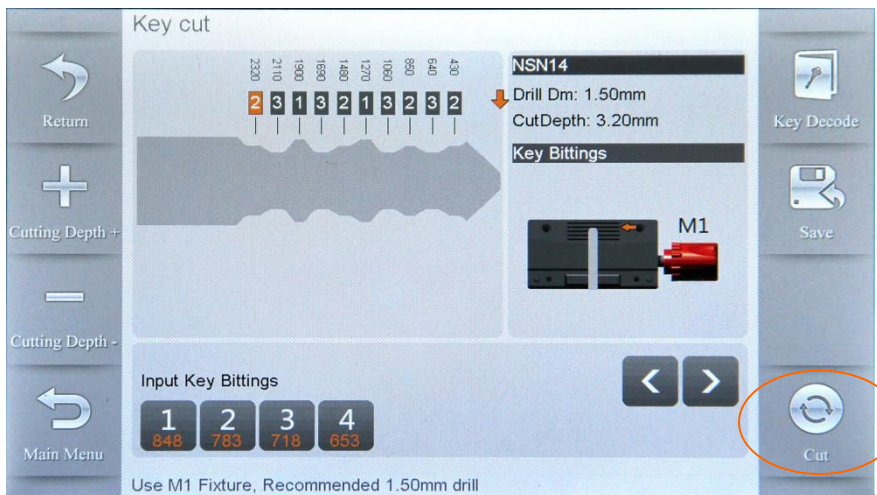 Key cut
Return
Cutting Depth +
Cutting Depth -
Main Menu
2320 2110 1900 1690 1480 1270 1060 850 640 430
2 3 1 3 2 1 3 2 3 2
NSN14
Drill Dm: 1.50mm
CutDepth: 3.20mm
Key Bittings
M1
Input Key Bittings
1 2 3 4
848 783 718 653
< >
Use M1 Fixture, Recommended 1.50mm drill
Key Decode
Save
Cut